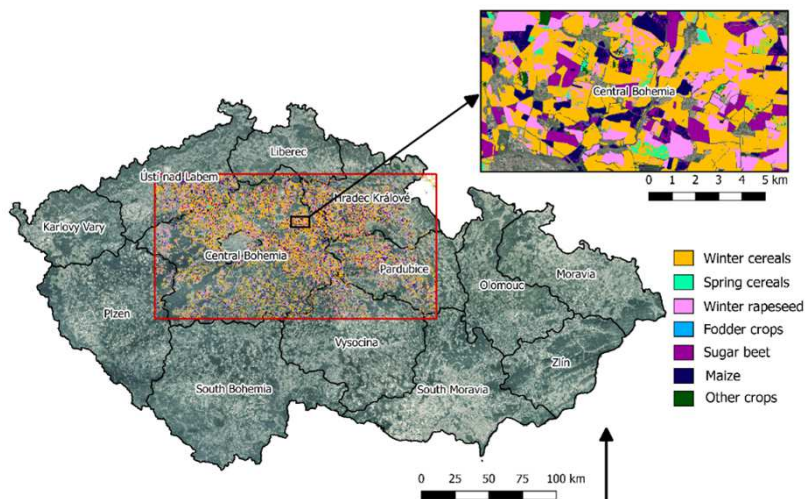 Central Bohemia
0 1 2 3 4 5 km
Liberec
Ústí nad Labem
Hradec Králové
Karlovy Vary
Central Bohemia
Pardubice
Plzen
Olomouc
Moravia
Vysocina
Zlín
South Bohemia
South Moravia
Winter cereals
Spring cereals
Winter rapeseed
Fodder crops
Sugar beet
Maize
Other crops
0 25 50 75 100 km